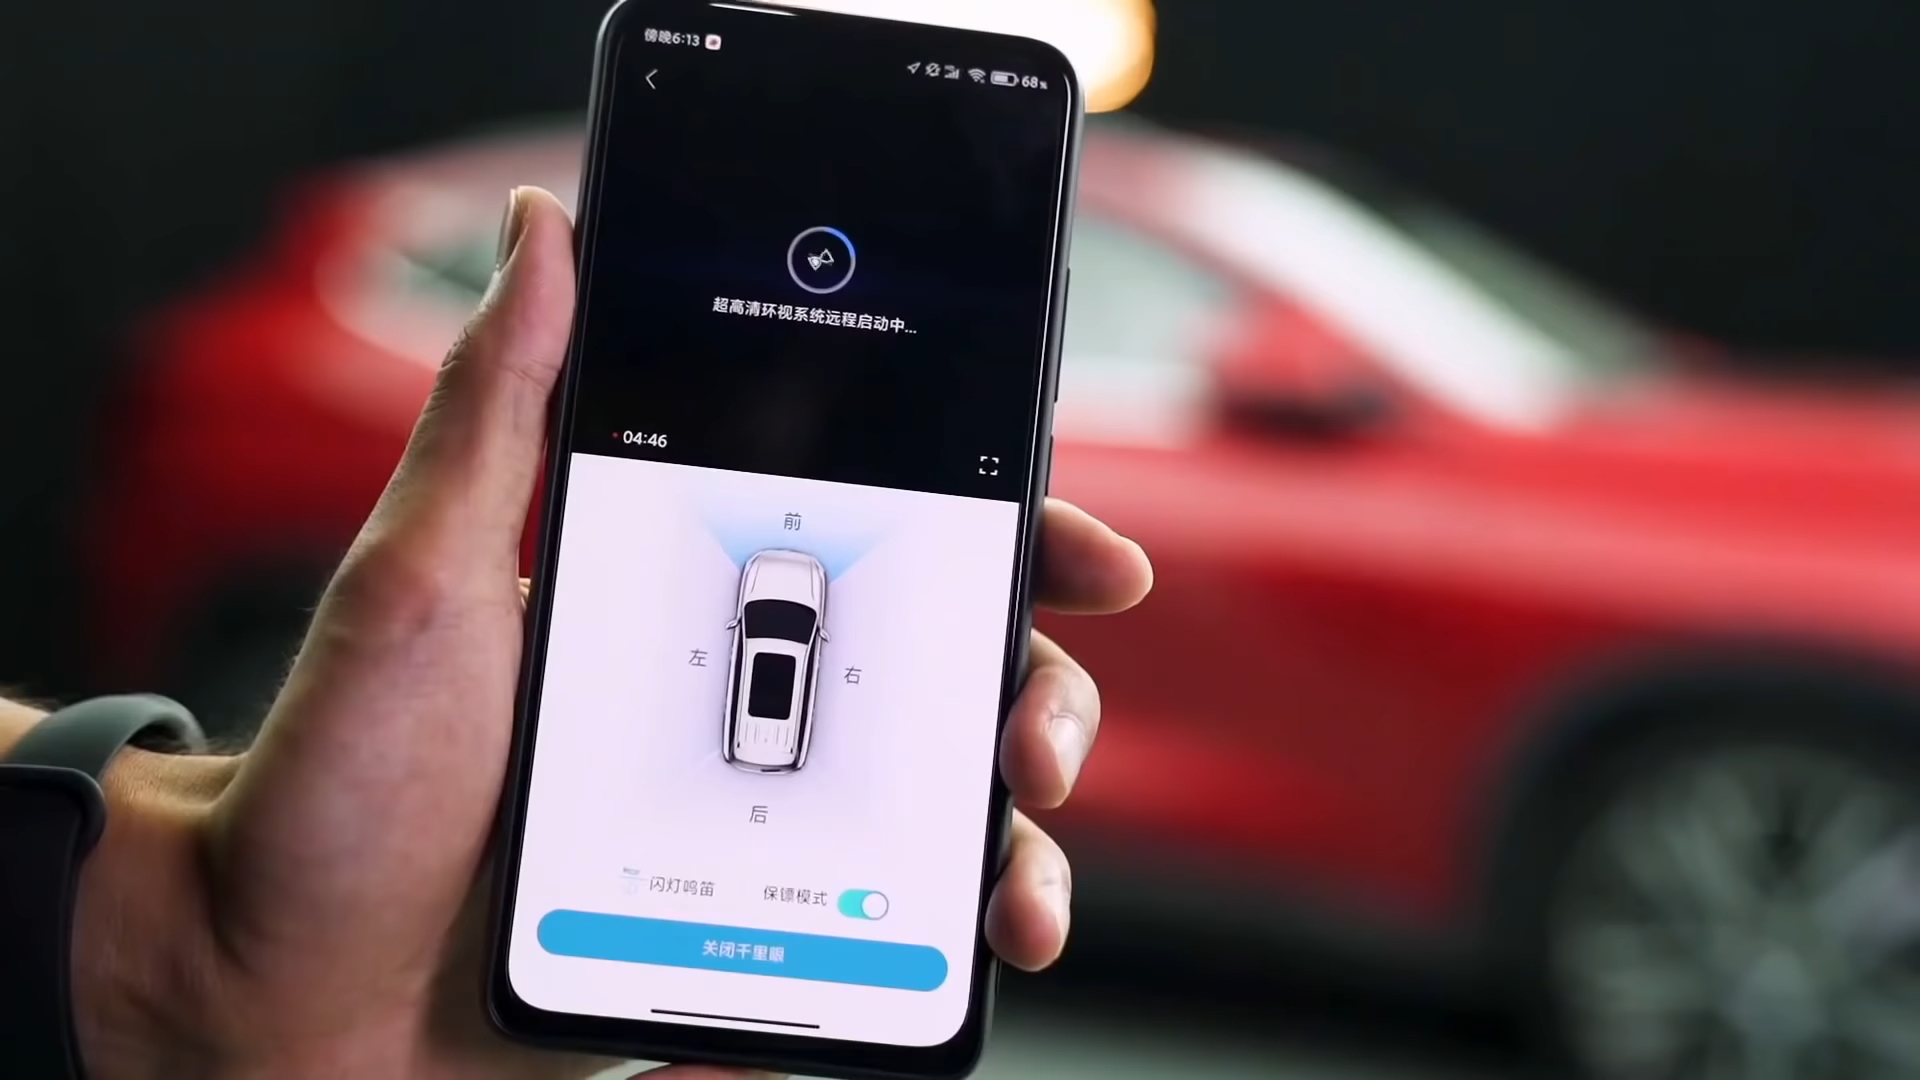 傍晚6:13
68%
超高清环视系统远程启动中...
04:46
前
左
右
后
闪灯鸣笛
保镖模式
关闭千里眼